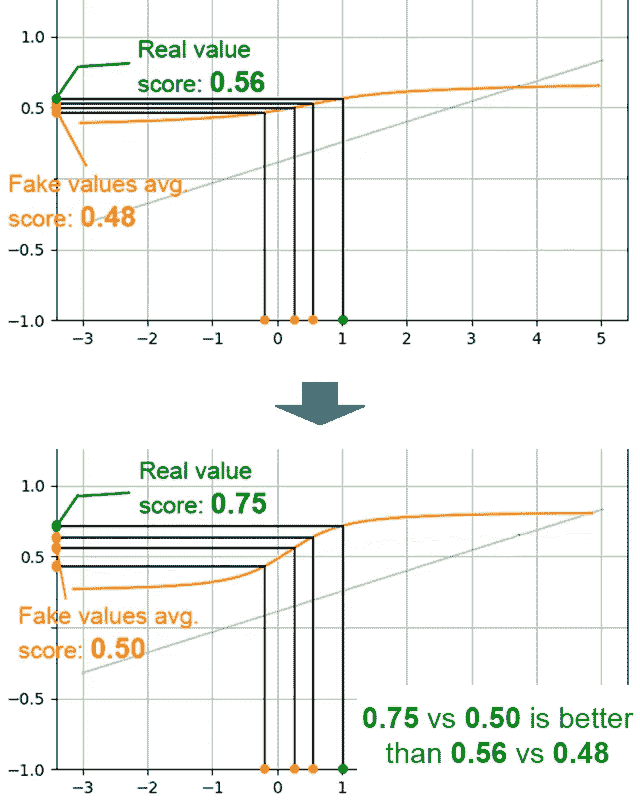 1.0
Real value
score: 0.56
0.5
Fake values avg.
score: 0.48
−0.5
−1.0
−3 −2 −1 0 1 2 3 4 5
1.0
Real value
score: 0.75
0.5
Fake values avg.
score: 0.50
−0.5
0.75 vs 0.50 is better
than 0.56 vs 0.48
−1.0
−3 −2 −1 0 1